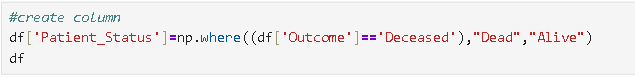 #create column
df['Patient_Status']=np.where((df['Outcome']=='Deceased'),"Dead","Alive")
df